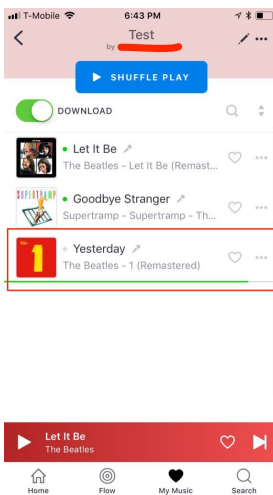 T-Mobile 6:43 PM
Test
by
SHUFFLE PLAY
DOWNLOAD
Let It Be
The Beatles - Let It Be (Remast...
SUPERTRAMP
Goodbye Stranger
Supertramp - Supertramp - Th...
1
Yesterday
The Beatles - 1 (Remastered)
Let It Be
The Beatles
Home Flow My Music Search